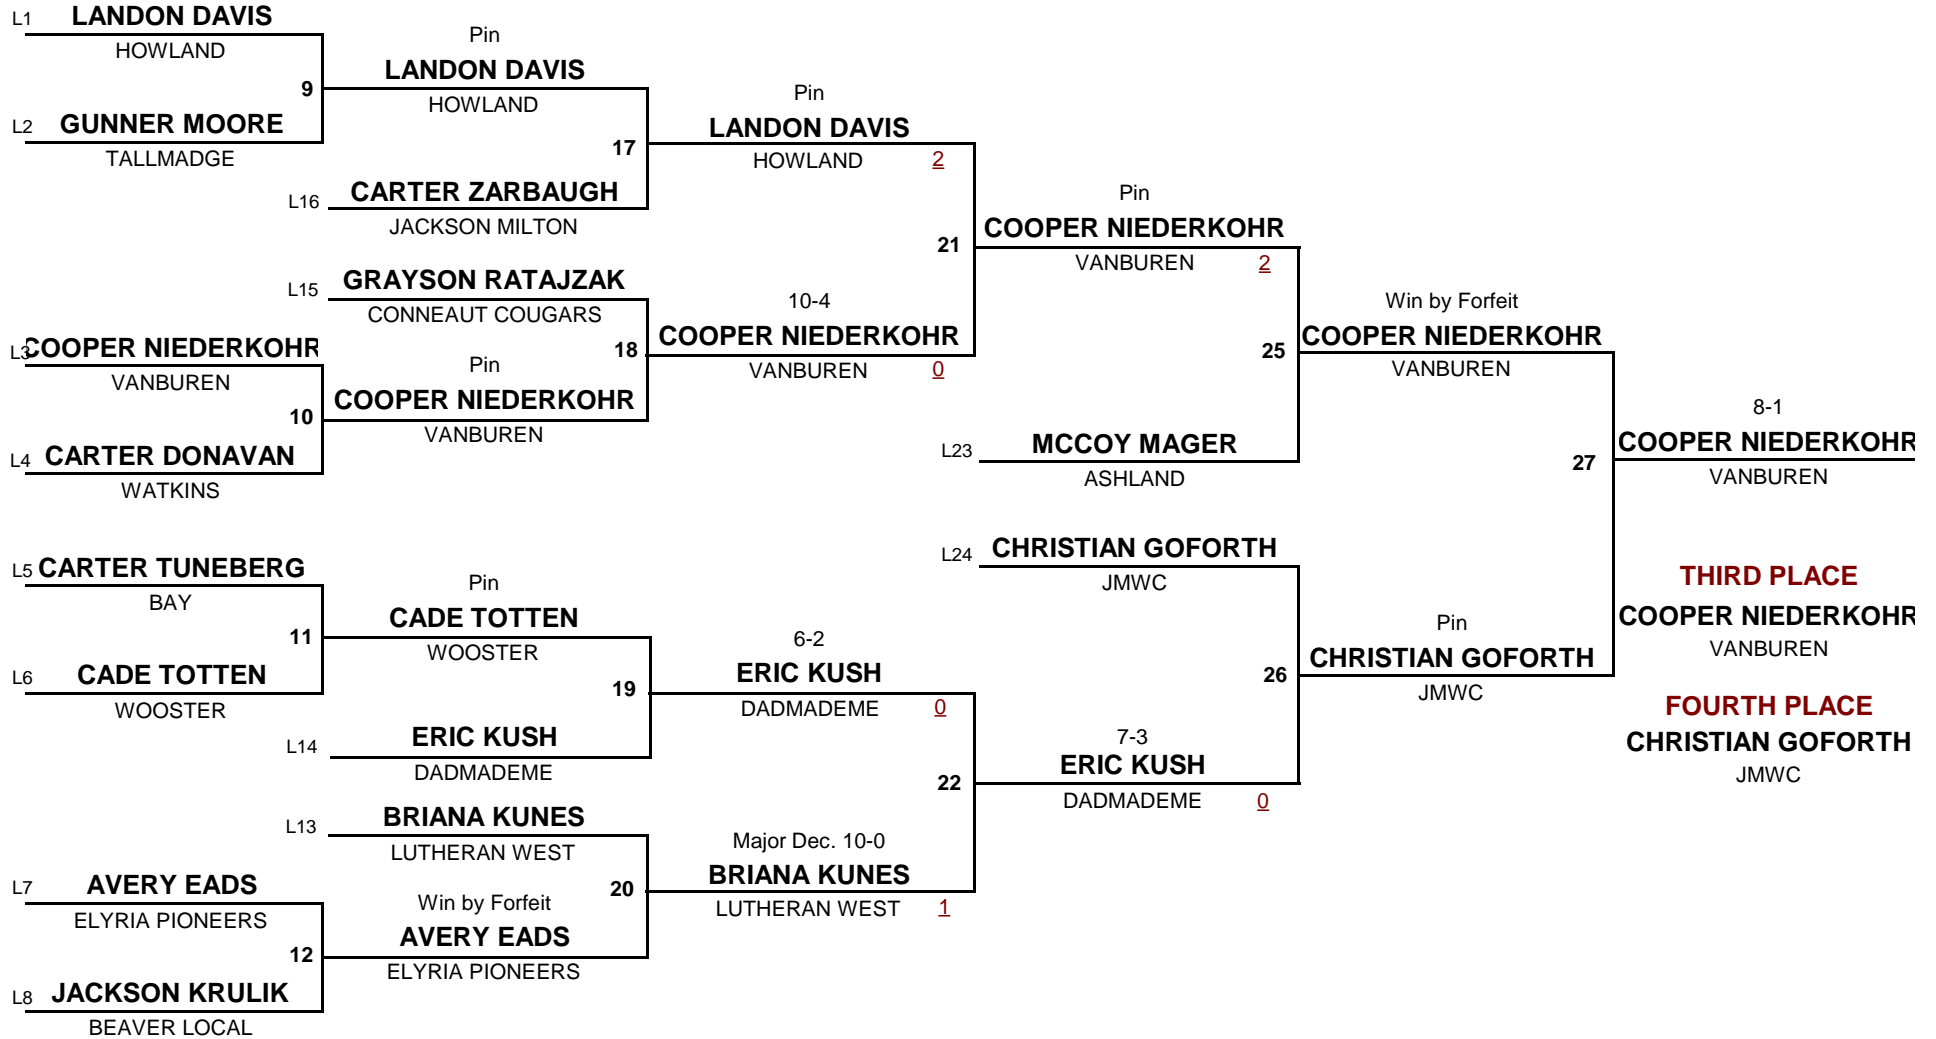 L1 LANDON DAVIS
HOWLAND
9
L2 GUNNER MOORE
TALLMADGE
Pin
LANDON DAVIS
HOWLAND
17
L16 CARTER ZARBAUGH
JACKSON MILTON
Pin
LANDON DAVIS
HOWLAND 2
L15 GRAYSON RATAJZAK
CONNEAUT COUGARS
L3 COOPER NIEDERKOHR
VANBUREN
10
L4 CARTER DONAVAN
WATKINS
Pin
COOPER NIEDERKOHR
VANBUREN
18
10-4
COOPER NIEDERKOHR
VANBUREN 0
21
Pin
COOPER NIEDERKOHR
VANBUREN 2
25
L23 MCCOY MAGER
ASHLAND
Win by Forfeit
COOPER NIEDERKOHR
VANBUREN
27
8-1
COOPER NIEDERKOHR
VANBUREN
L5 CARTER TUNEBERG
BAY
11
L6 CADE TOTTEN
WOOSTER
Pin
CADE TOTTEN
WOOSTER
19
L14 ERIC KUSH
DADMADEME
6-2
ERIC KUSH
DADMADEME 0
L13 BRIANA KUNES
LUTHERAN WEST
L7 AVERY EADS
ELYRIA PIONEERS
12
L8 JACKSON KRULIK
BEAVER LOCAL
Win by Forfeit
AVERY EADS
ELYRIA PIONEERS
20
Major Dec. 10-0
BRIANA KUNES
LUTHERAN WEST 1
22
7-3
ERIC KUSH
DADMADEME 0
L24 CHRISTIAN GOFORTH
JMWC
26
Pin
CHRISTIAN GOFORTH
JMWC
THIRD PLACE
COOPER NIEDERKOHR
VANBUREN
FOURTH PLACE
CHRISTIAN GOFORTH
JMWC